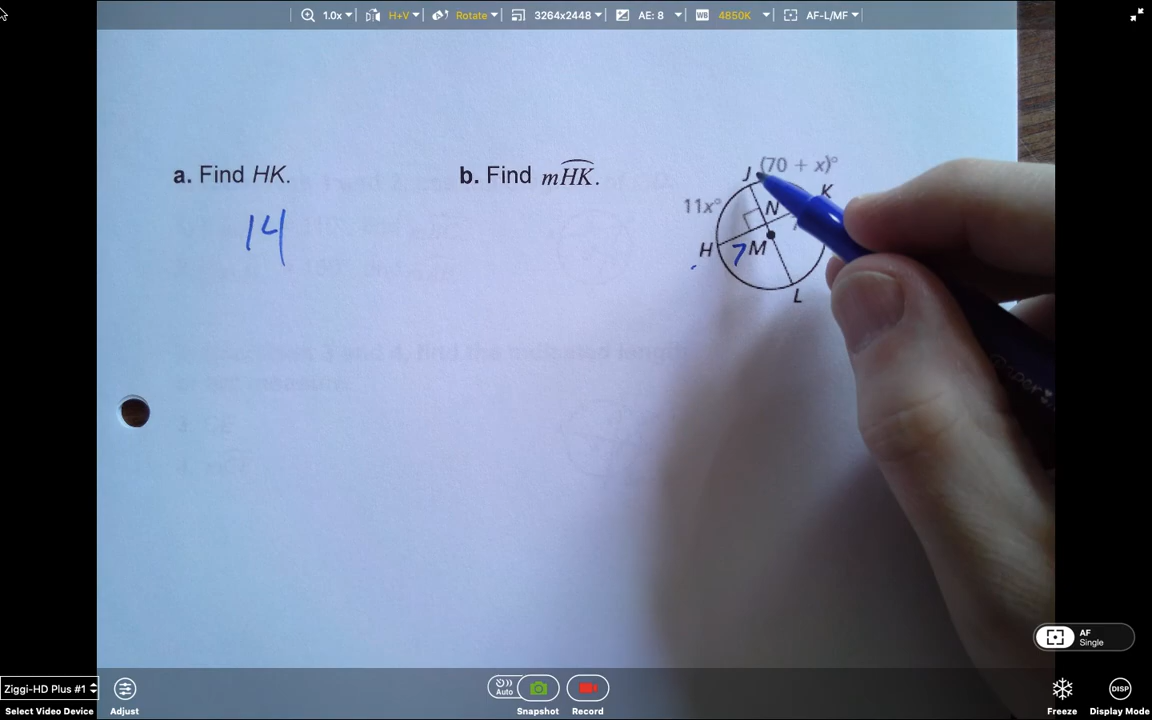 1.0x H+V Rotate 3264x2448 AE: 8 WB 4850K AF-L/MF
a. Find HK. b. Find mHK.
14
J (70 + x)°
K
11x° N
H 7 M
L
AF
Single
Ziggi-HD Plus #1 Auto
Select Video Device Adjust Snapshot Record Freeze DISP Display Mode